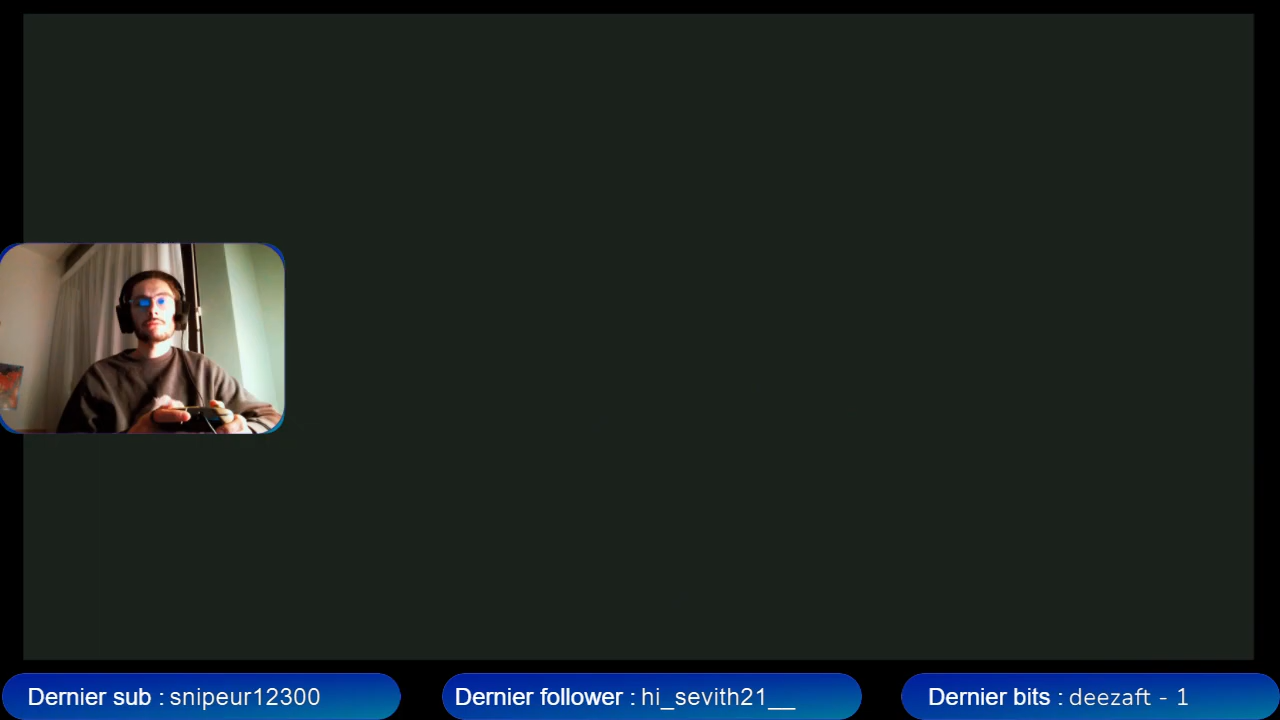 Dernier sub : snipeur12300
Dernier follower : hi_sevith21__
Dernier bits : deezaft - 1